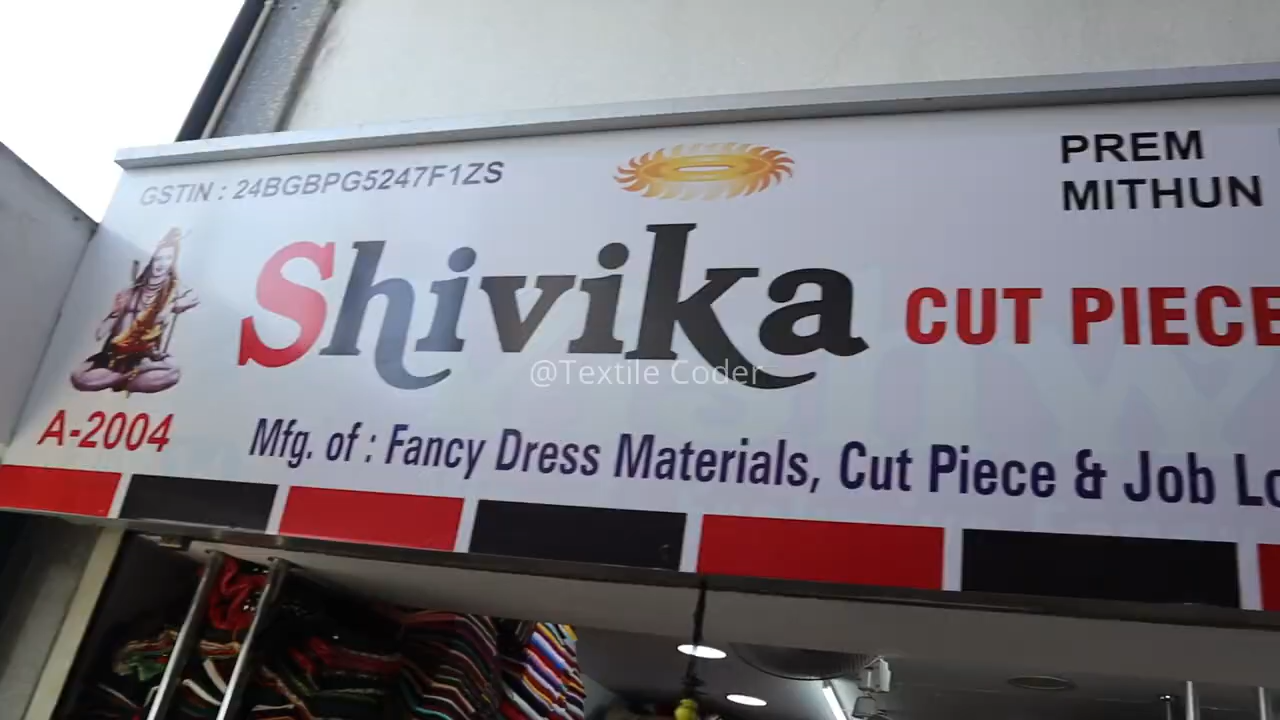 GSTIN : 24BGBPG5247F1ZS
PREM
MITHUN
Shivika CUT PIECE
@Textile Coder
A-2004
Mfg. of : Fancy Dress Materials, Cut Piece & Job